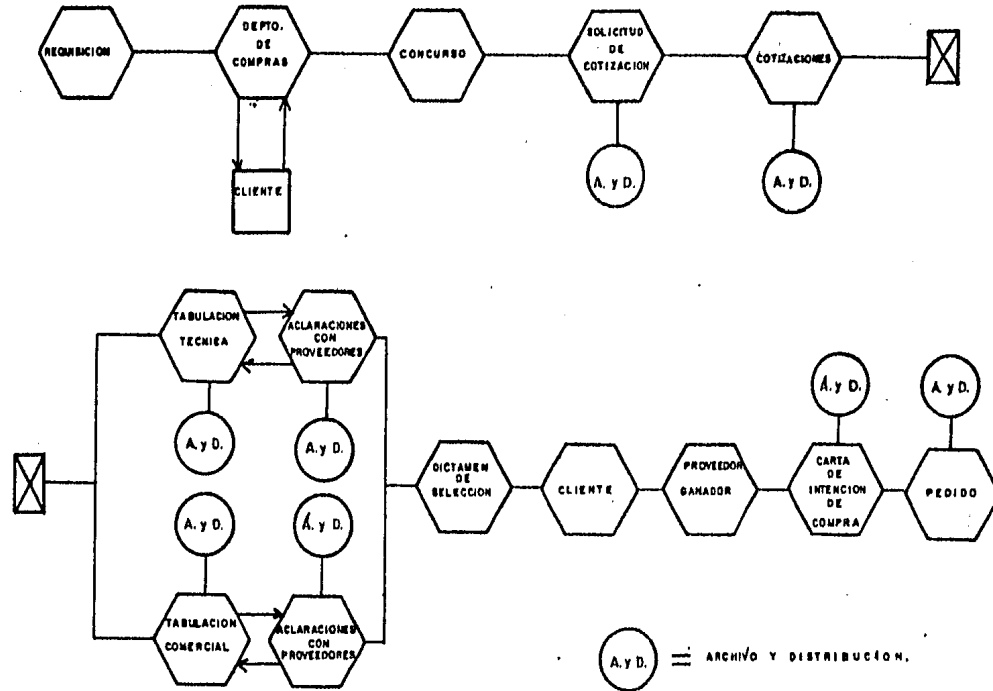 REQUISICION
DEPTO.
DE
COMPRAS
CONCURSO
SOLICITUD
DE
COTIZACION
COTIZACIONES
CLIENTE
A. y D.
A. y D.
TABULACION
TECNICA
ACLARACIONES
CON
PROVEEDORES
A. y D.
A. y D.
A. y D.
A. y D.
A. y D.
A. y D.
DICTAMEN
DE
SELECCION
CLIENTE
PROVEEDOR
GANADOR
CARTA
DE
INTENCION
DE
COMPRA
PEDIDO
TABULACION
COMERCIAL
ACLARACIONES
CON
PROVEEDORES
A. y D. = ARCHIVO Y DISTRIBUCION.